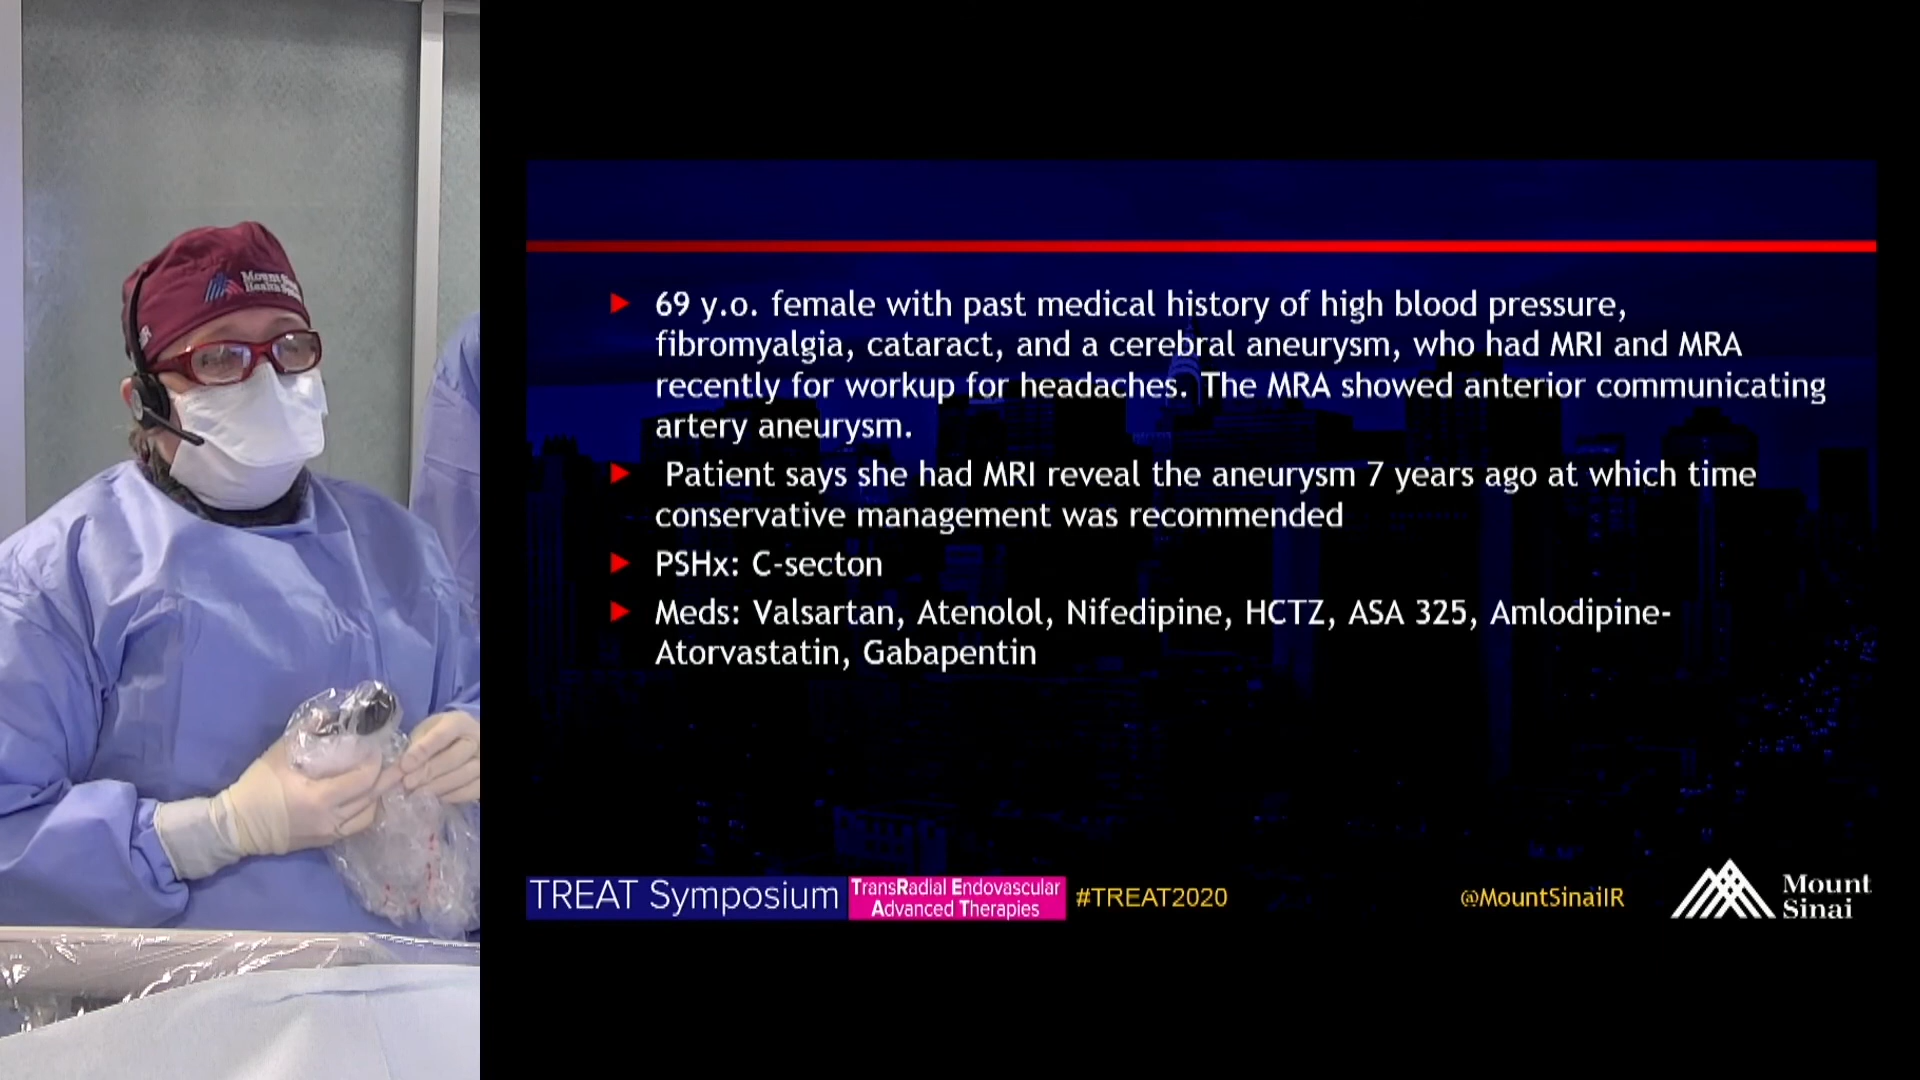 Mount
Health
69 y.o. female with past medical history of high blood pressure,
fibromyalgia, cataract, and a cerebral aneurysm, who had MRI and MRA
recently for workup for headaches. The MRA showed anterior communicating
artery aneurysm.
Patient says she had MRI reveal the aneurysm 7 years ago at which time
conservative management was recommended
PSHx: C-secton
Meds: Valsartan, Atenolol, Nifedipine, HCTZ, ASA 325, Amlodipine-
Atorvastatin, Gabapentin
TREAT Symposium
TransRadial Endovascular
Advanced Therapies
#TREAT2020
@MountSinaiIR
Mount
Sinai